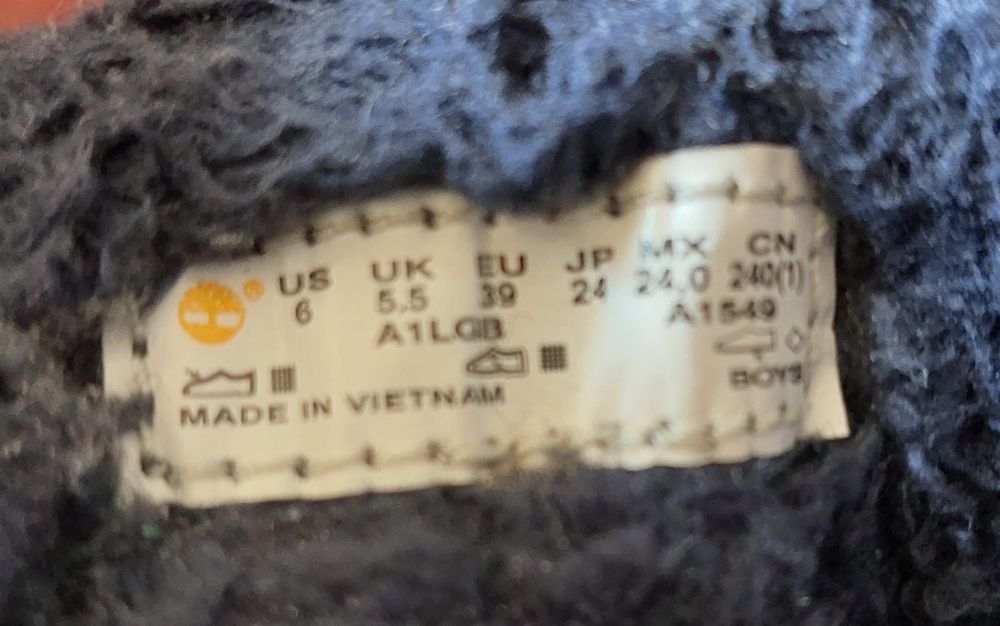 US UK EU JP MX CN
6 5.5 39 24 24.0 240(1)
A1LGB A1549
BOYS
MADE IN VIETNAM